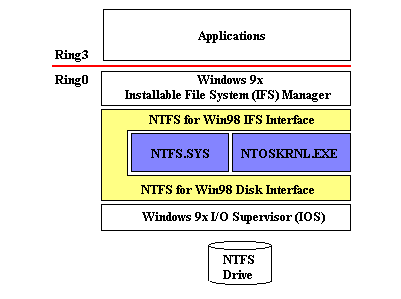 Applications
Ring3
Ring0
Windows 9x
Installable File System (IFS) Manager
NTFS for Win98 IFS Interface
NTFS.SYS
NTOSKRNL.EXE
NTFS for Win98 Disk Interface
Windows 9x I/O Supervisor (IOS)
NTFS
Drive